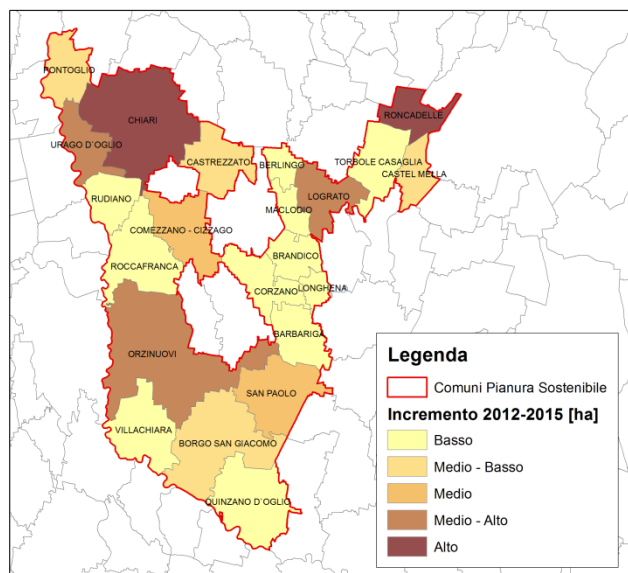 PONTOGLIO
CHIARI
RONCADELLE
URAGO D`OGLIO
CASTREZZATO
BERLINGO
TORBOLE CASAGLIA
CASTEL MELLA
RUDIANO
MACLODIO
LOGRATO
COMEZZANO - CIZZAGO
BRANDICO
ROCCAFRANCA
CORZANO
LONGHENA
BARBARIGA
ORZINUOVI
SAN PAOLO
VILLACHIARA
BORGO SAN GIACOMO
QUINZANO D`OGLIO
Legenda
Comuni Pianura Sostenibile
Incremento 2012-2015 [ha]
Basso
Medio - Basso
Medio
Medio - Alto
Alto